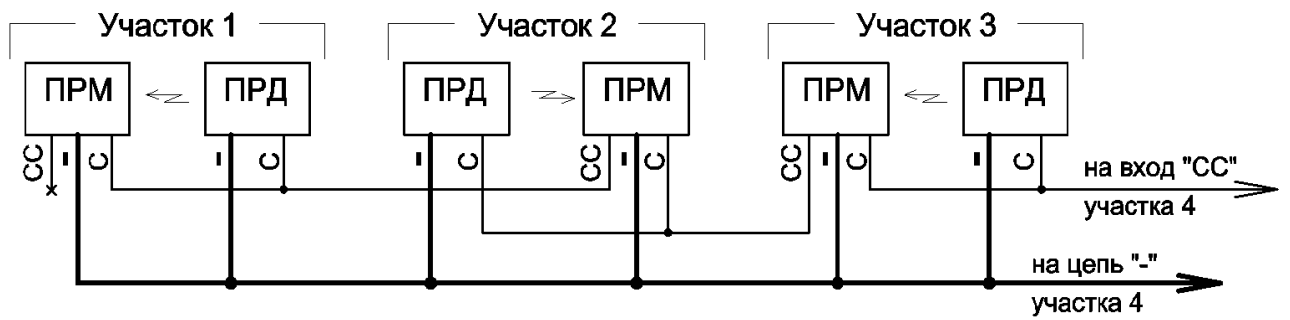 Участок 1 Участок 2 Участок 3
ПРМ ПРД ПРД ПРМ ПРМ ПРД
СС - С - С - С СС - С СС - С - С
на вход "СС"
участка 4
на цепь "-"
участка 4